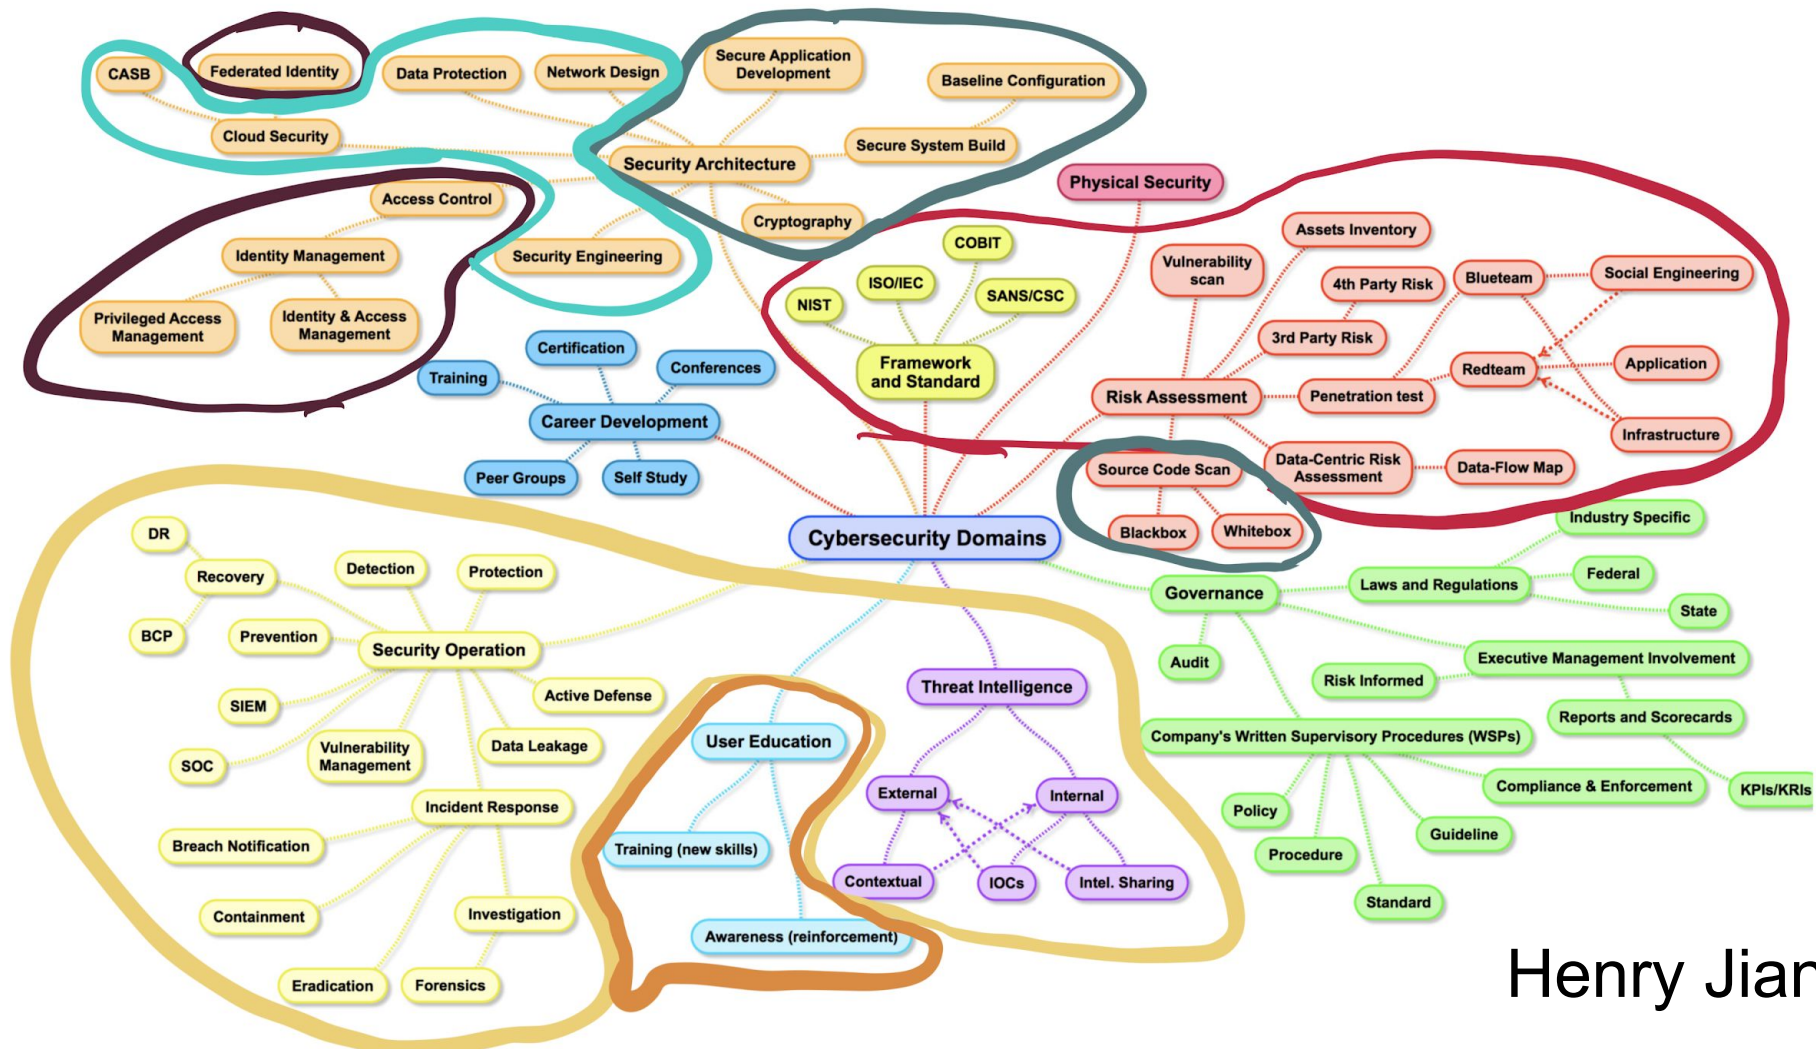 CASB
Federated Identity
Data Protection
Network Design
Secure Application
Development
Baseline Configuration
Cloud Security
Security Architecture
Secure System Build
Physical Security
Access Control
Cryptography
Identity Management
Security Engineering
Privileged Access
Management
Identity & Access
Management
COBIT
ISO/IEC
SANS/CSC
NIST
Framework
and Standard
Vulnerability
scan
Assets Inventory
4th Party Risk
Blueteam
Social Engineering
3rd Party Risk
Redteam
Application
Risk Assessment
Penetration test
Infrastructure
Source Code Scan
Data-Centric Risk
Assessment
Data-Flow Map
Blackbox
Whitebox
Certification
Conferences
Training
Career Development
Peer Groups
Self Study
Cybersecurity Domains
Industry Specific
Laws and Regulations
Federal
State
Governance
Audit
Executive Management Involvement
Risk Informed
Reports and Scorecards
Company's Written Supervisory Procedures (WSPs)
Compliance & Enforcement
KPIs/KRIs
Policy
Guideline
Procedure
Standard
DR
Recovery
Detection
Protection
BCP
Prevention
Security Operation
SIEM
Active Defense
SOC
Vulnerability
Management
Data Leakage
Incident Response
Breach Notification
Containment
Investigation
Eradication
Forensics
User Education
Training (new skills)
Awareness (reinforcement)
Threat Intelligence
External
Internal
Contextual
IOCs
Intel. Sharing
Henry Jian